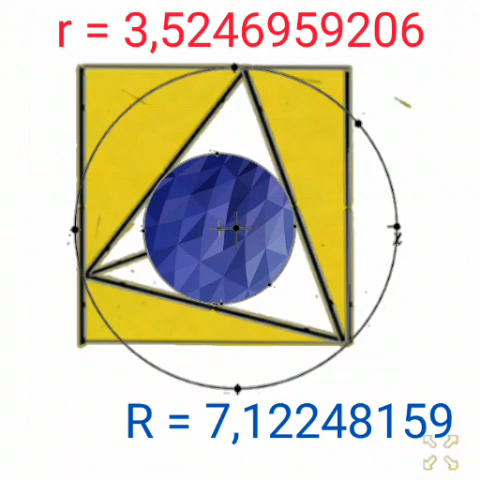 r = 3,5246959206
R = 7,12248159